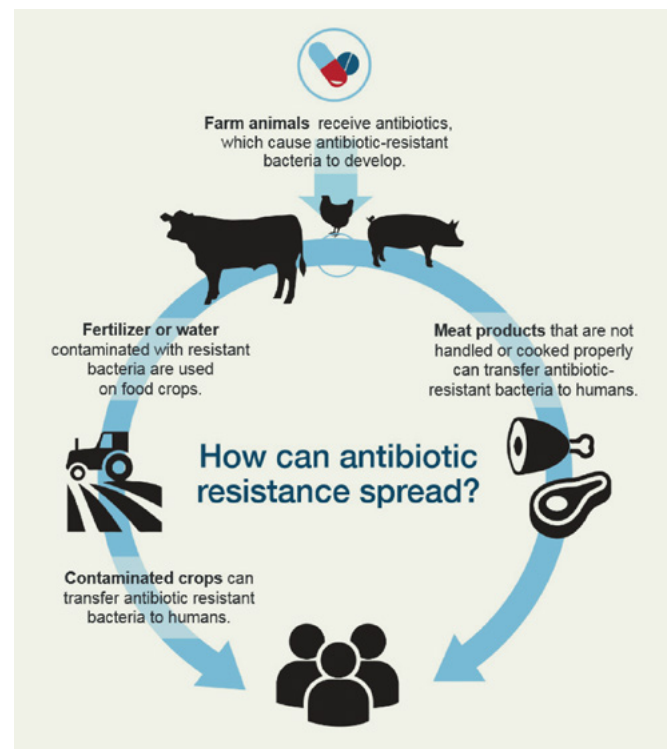 Farm animals receive antibiotics,
which cause antibiotic-resistant
bacteria to develop.
Fertilizer or water
contaminated with resistant
bacteria are used
on food crops.
Meat products that are not
handled or cooked properly
can transfer antibiotic-
resistant bacteria to humans.
How can antibiotic
resistance spread?
Contaminated crops can
transfer antibiotic resistant
bacteria to humans.